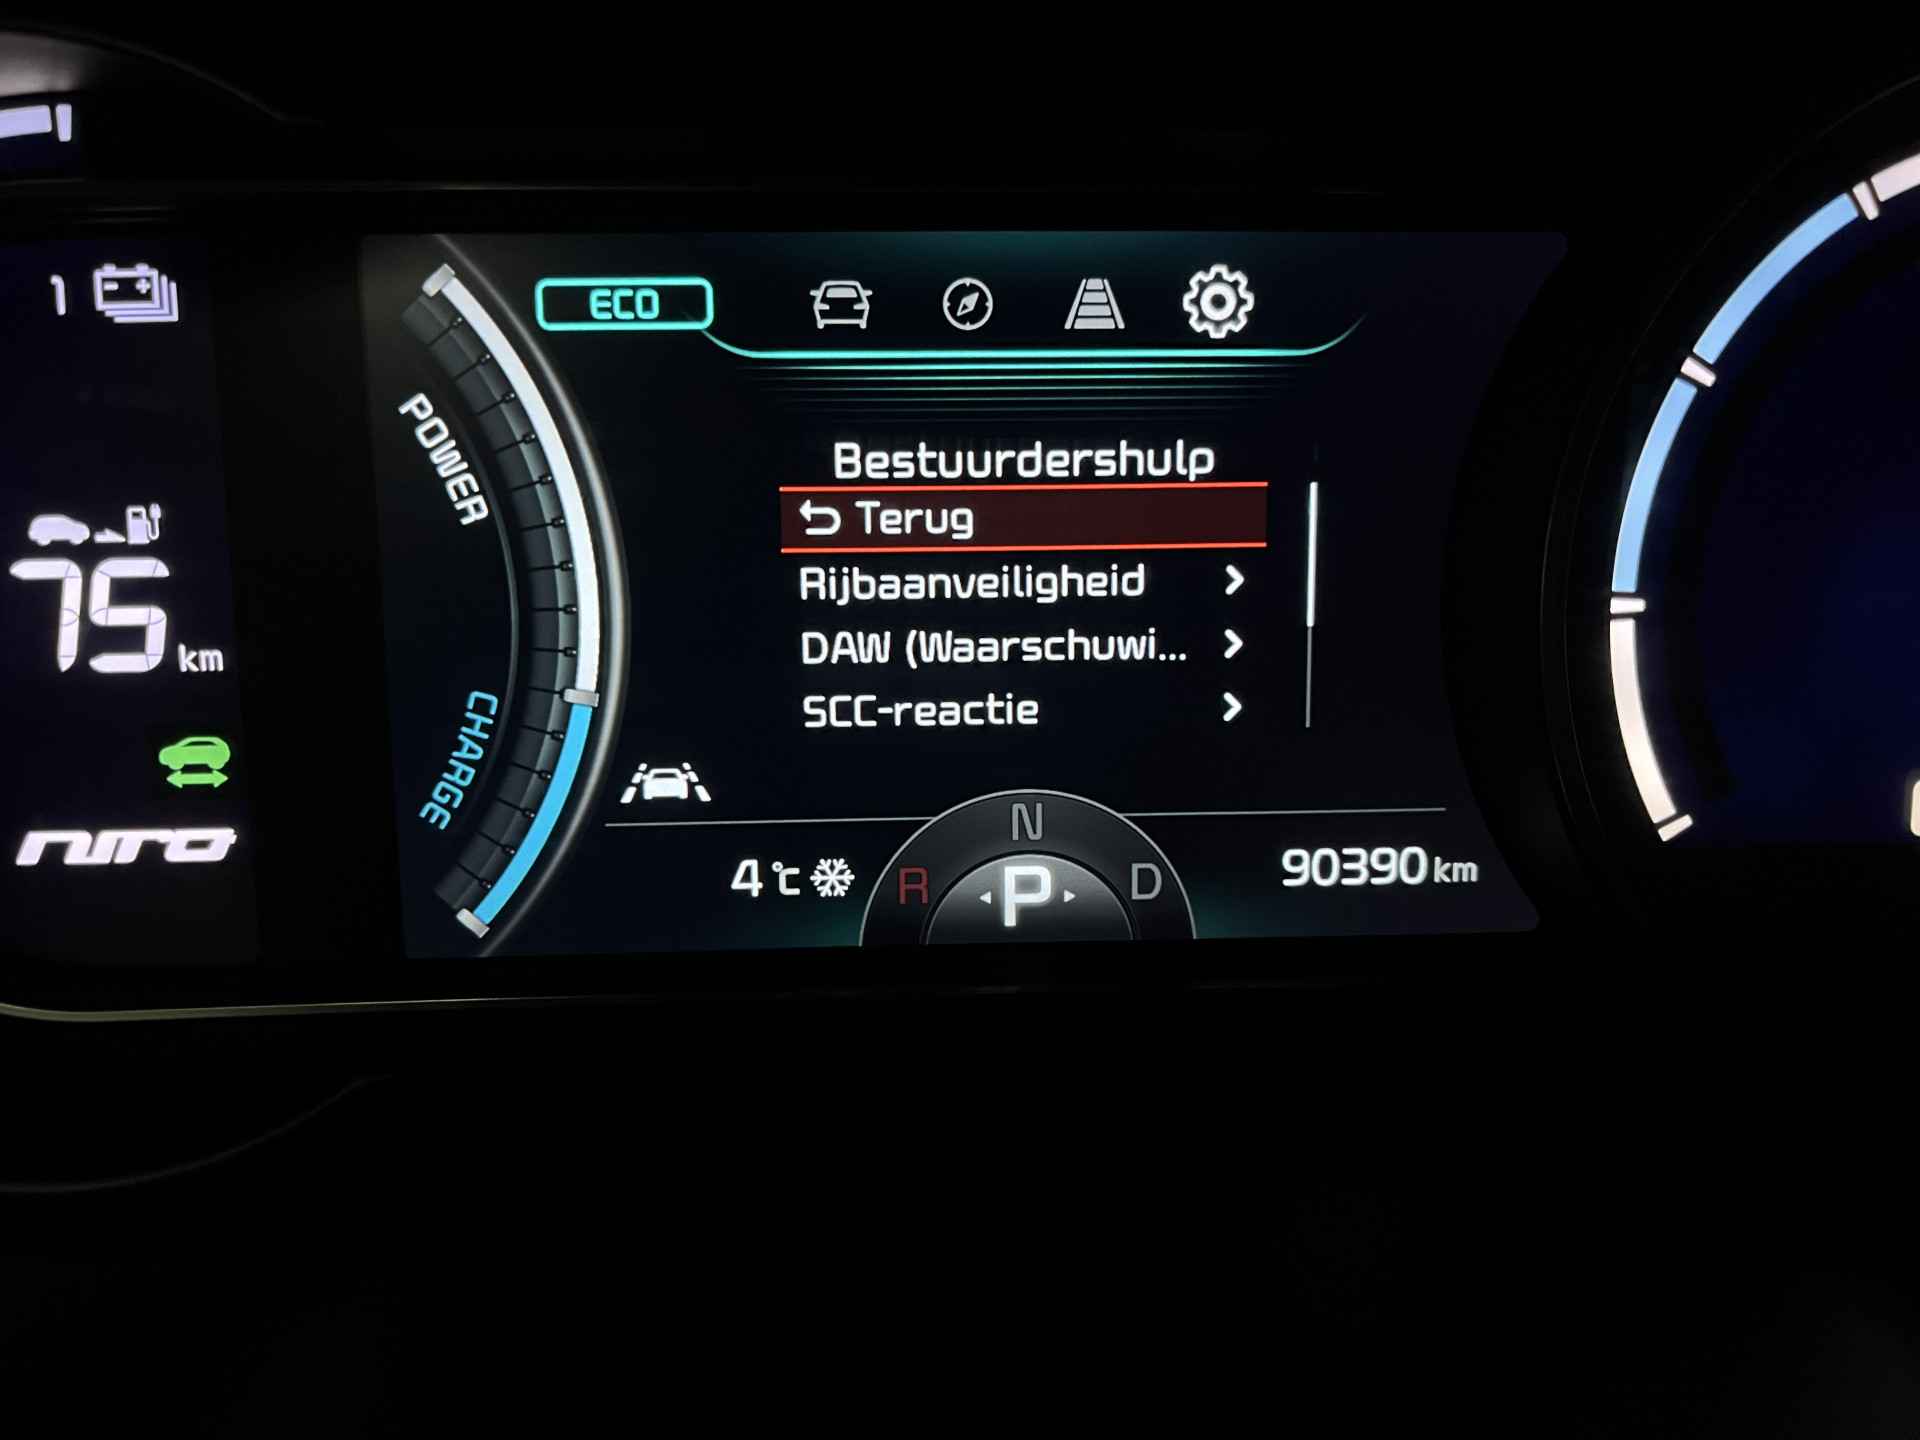 1
ECO
POWER
Bestuurdershulp
Terug
Rijbaanveiligheid
DAW (Waarschuwi...
SCC-reactie
75 km
CHARGE
niro
N
R P D
4°C
90390 km